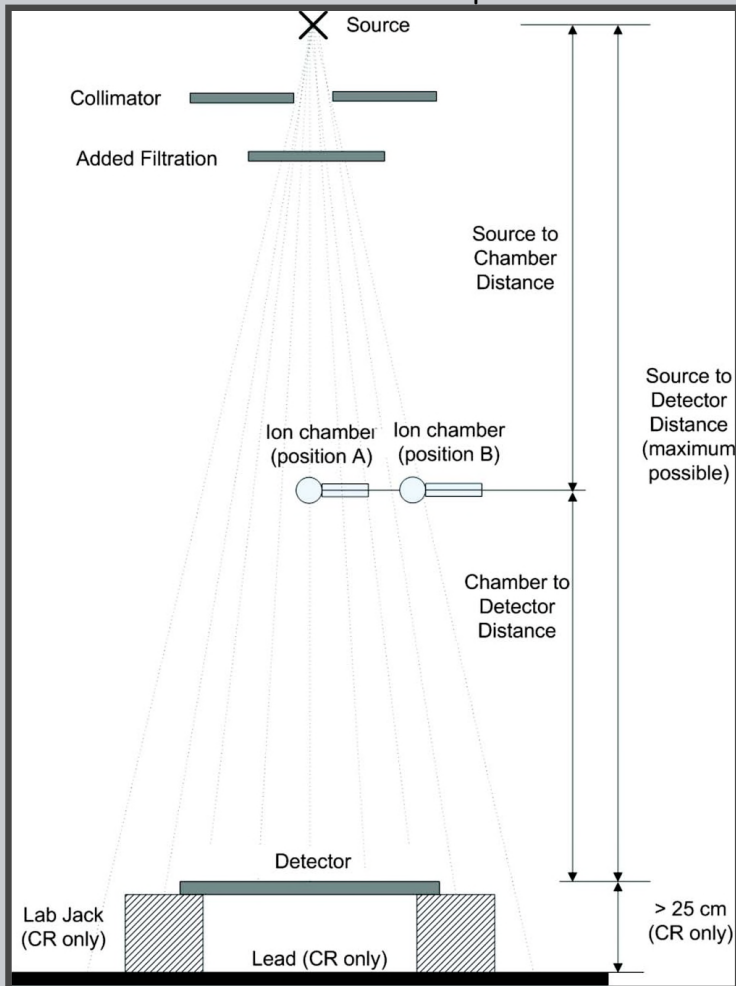 Source
Collimator
Added Filtration
Source to
Chamber
Distance
Source to
Detector
Distance
(maximum
possible)
Ion chamber
(position A)
Ion chamber
(position B)
Chamber to
Detector
Distance
Detector
Lab Jack
(CR only)
Lead (CR only)
> 25 cm
(CR only)